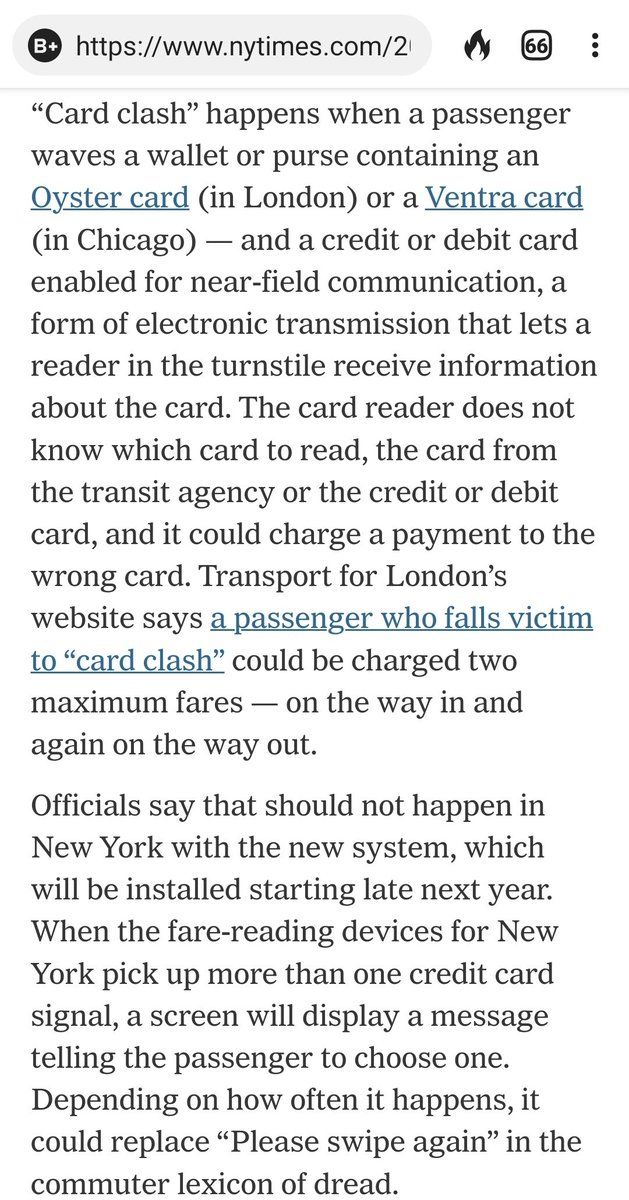 B+ https://www.nytimes.com/2 66
“Card clash” happens when a passenger
waves a wallet or purse containing an
Oyster card (in London) or a Ventra card
(in Chicago) — and a credit or debit card
enabled for near-field communication, a
form of electronic transmission that lets a
reader in the turnstile receive information
about the card. The card reader does not
know which card to read, the card from
the transit agency or the credit or debit
card, and it could charge a payment to the
wrong card. Transport for London’s
website says a passenger who falls victim
to “card clash” could be charged two
maximum fares — on the way in and
again on the way out.
Officials say that should not happen in
New York with the new system, which
will be installed starting late next year.
When the fare-reading devices for New
York pick up more than one credit card
signal, a screen will display a message
telling the passenger to choose one.
Depending on how often it happens, it
could replace “Please swipe again” in the
commuter lexicon of dread.